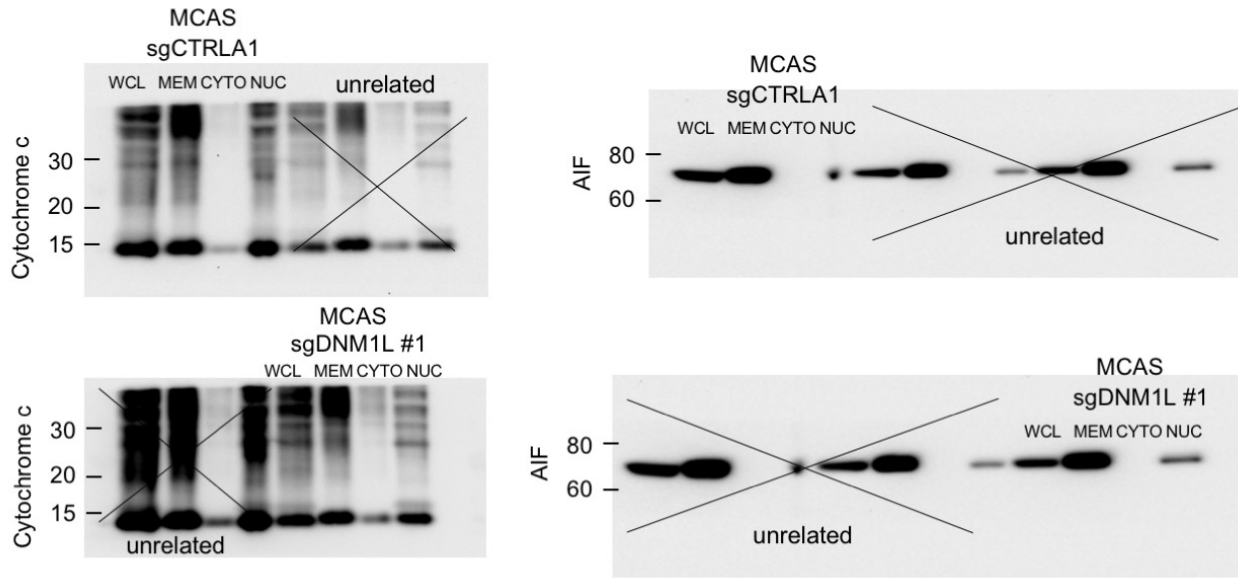 MCAS
sgCTRLA1
WCL MEM CYTO NUC unrelated
Cytochrome c
30
20
15
MCAS
sgCTRLA1
WCL MEM CYTO NUC
AIF
80
60
unrelated
MCAS
sgDNM1L #1
WCL MEM CYTO NUC
Cytochrome c
30
20
15
unrelated
MCAS
sgDNM1L #1
WCL MEM CYTO NUC
AIF
80
60
unrelated